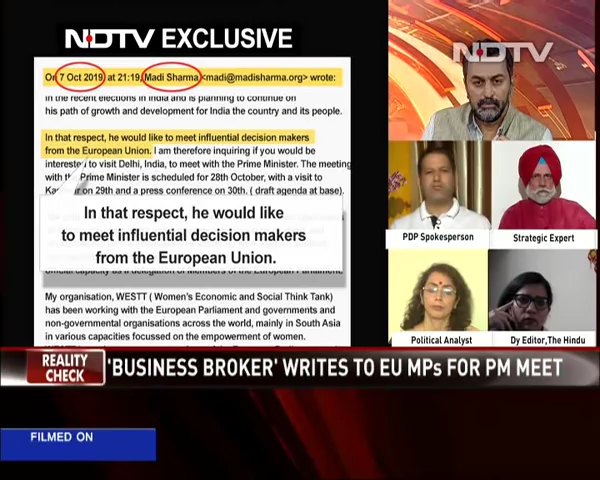 NDTV EXCLUSIVE
On 7 Oct 2019 at 21:19, Madi Sharma <madi@madisharma.org> wrote:
in the recent elections in India and is planning to continue on
his path of growth and development for India the country and its people.
In that respect, he would like to meet influential decision makers
from the European Union. I am therefore inquiring if you would be
interested to visit Delhi, India, to meet with the Prime Minister. The meeting
with the Prime Minister is scheduled for 28th October, with a visit to
on 29th and a press conference on 30th. ( draft agenda at base).
In that respect, he would like
to meet influential decision makers
from the European Union.
official capacity as a delegation of Members of the European Parliament.
My organisation, WESTT ( Women's Economic and Social Think Tank)
has been working with the European Parliament and governments and
non-governmental organisations across the world, mainly in South Asia
in various capacities focussed on the empowerment of women.
NDTV
PDP Spokesperson
Strategic Expert
Political Analyst
Dy Editor,The Hindu
REALITY
CHECK
'BUSINESS BROKER' WRITES TO EU MPs FOR PM MEET
FILMED ON